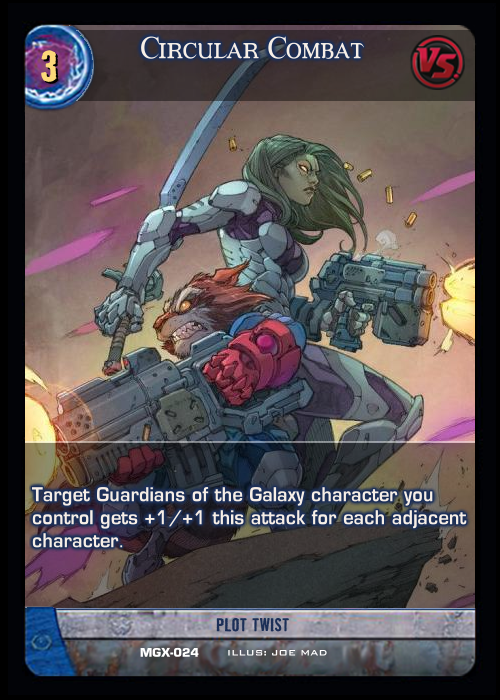 3
Circular Combat
VS.
Target Guardians of the Galaxy character you
control gets +1/+1 this attack for each adjacent
character.
PLOT TWIST
MGX-024 ILLUS: JOE MAD